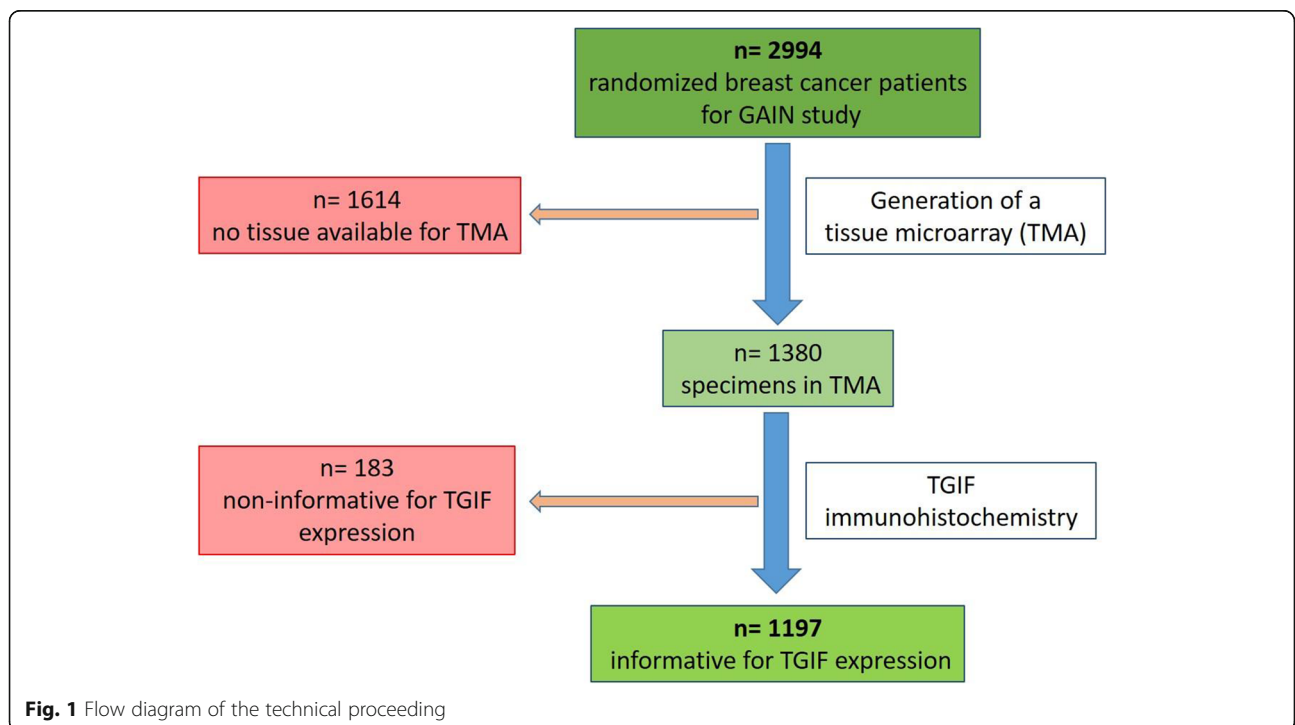 n= 2994
randomized breast cancer patients
for GAIN study
n= 1614
no tissue available for TMA
Generation of a
tissue microarray (TMA)
n= 1380
specimens in TMA
n= 183
non-informative for TGIF
expression
TGIF
immunohistochemistry
n= 1197
informative for TGIF expression
Fig. 1 Flow diagram of the technical proceeding